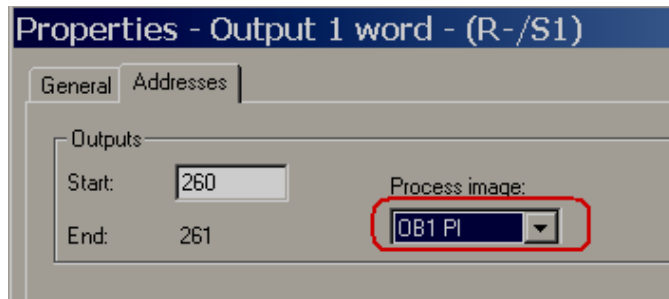 Properties - Output 1 word - (R-/S1)
General Addresses
Outputs
Start: 260 Process image:
End: 261 OB1 PI